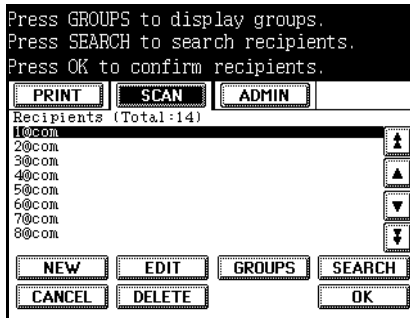 Press GROUPS to display groups.
Press SEARCH to search recipients.
Press OK to confirm recipients.
PRINT SCAN ADMIN
Recipients (Total:14)
1@com
2@com
3@com
4@com
5@com
6@com
7@com
8@com
NEW EDIT GROUPS SEARCH
CANCEL DELETE OK